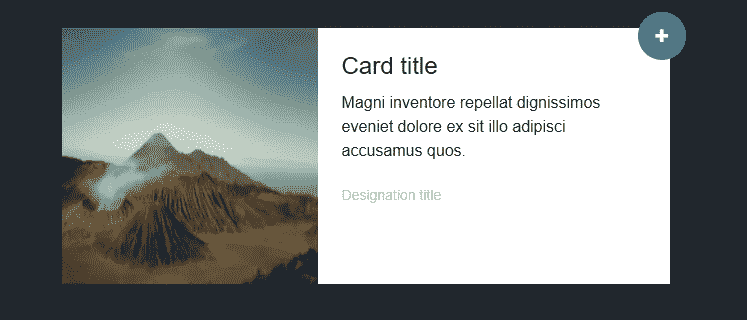 Card title
Magni inventore repellat dignissimos
eveniet dolore ex sit illo adipisci
accusamus quos.
Designation title